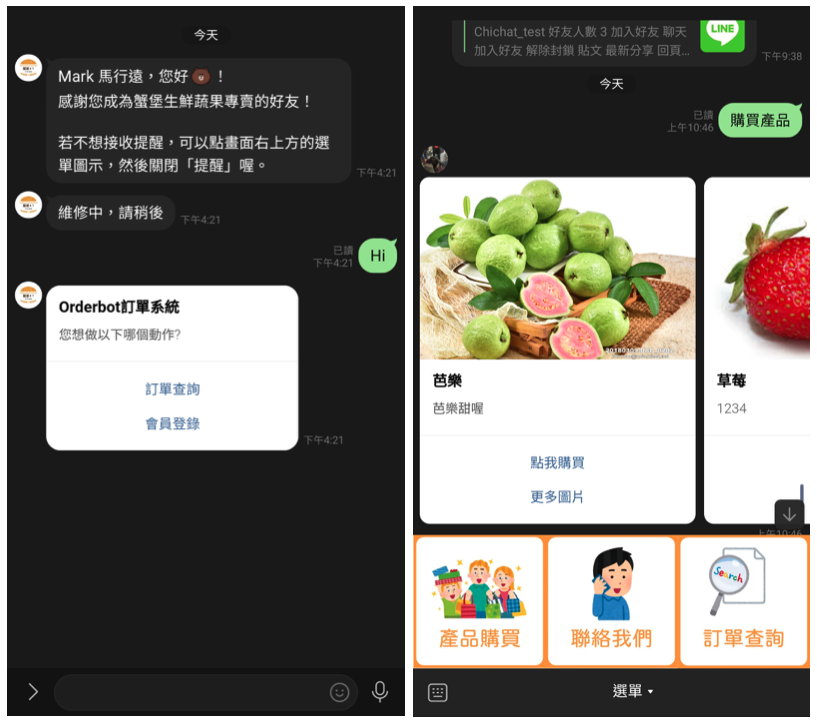 今天
Mark 馬行遠，您好 ！
感謝您成為蟹堡生鮮蔬果專賣的好友！
若不想接收提醒，可以點畫面右上方的選
單圖示，然後關閉「提醒」喔。
下午4:21
維修中，請稍後
下午4:21
已讀
下午4:21
Hi
Orderbot訂單系統
您想做以下哪個動作?
訂單查詢
會員登錄
下午4:21
Chichat_test 好友人數 3 加入好友 聊天
加入好友 解除封鎖 貼文 最新分享 回頁...
LINE
下午9:38
今天
已讀
上午10:46
購買產品
芭樂
芭樂甜喔
點我購買
更多圖片
草莓
1234
上午10:46
Search
產品購買
聯絡我們
訂單查詢
選單